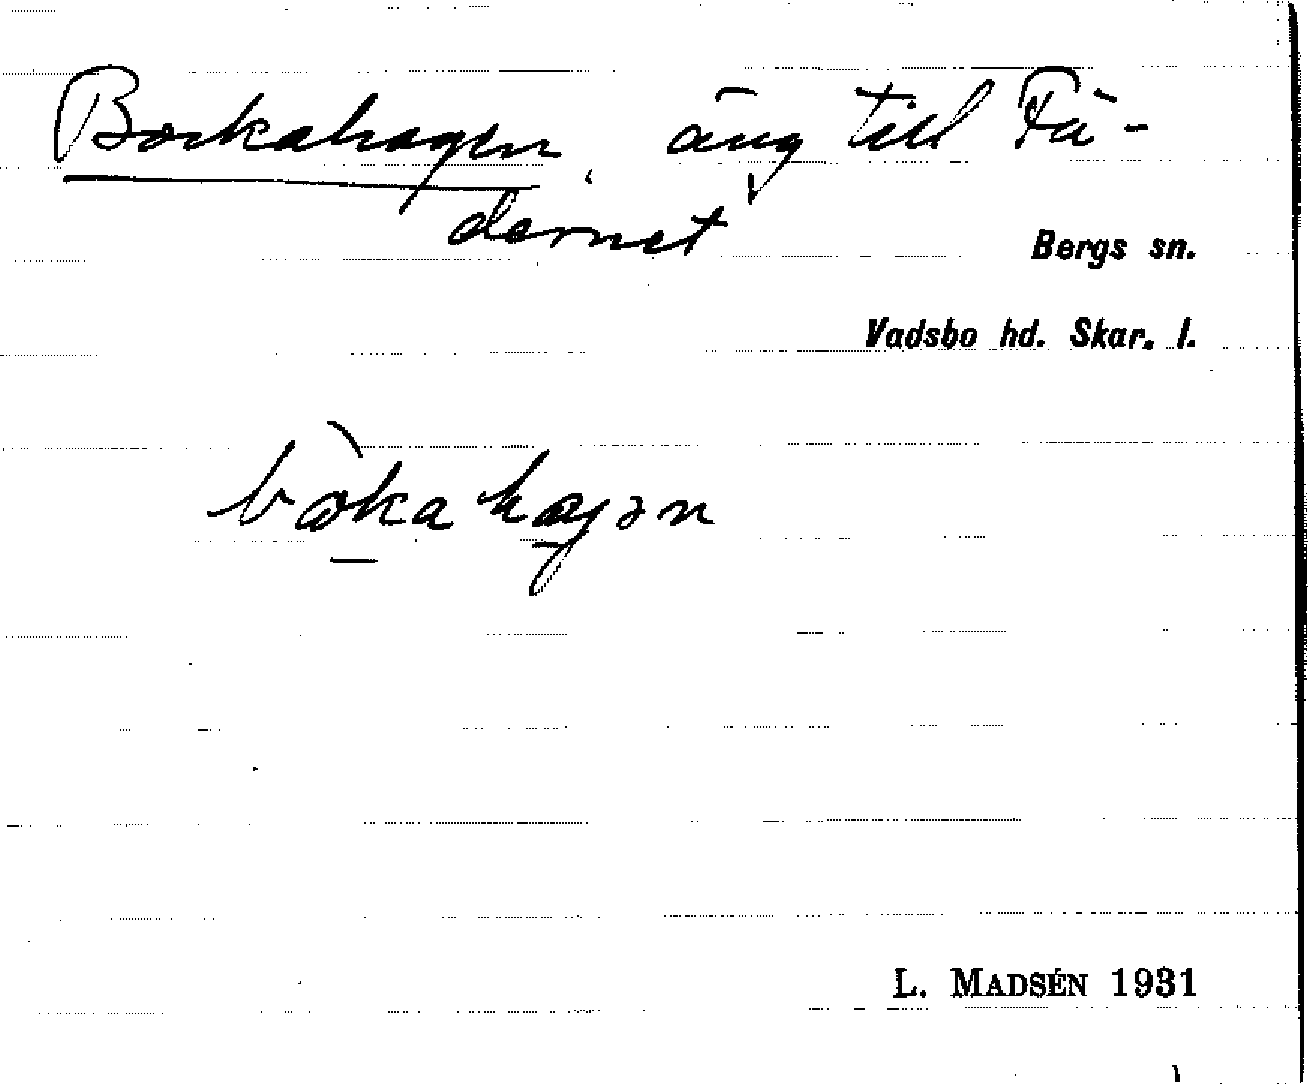 Borkahagen, äng till Fä-
dernet
Bergs sn.
Vadsbo hd. Skar. l.
bòkahagən
L. MADSÉN 1931